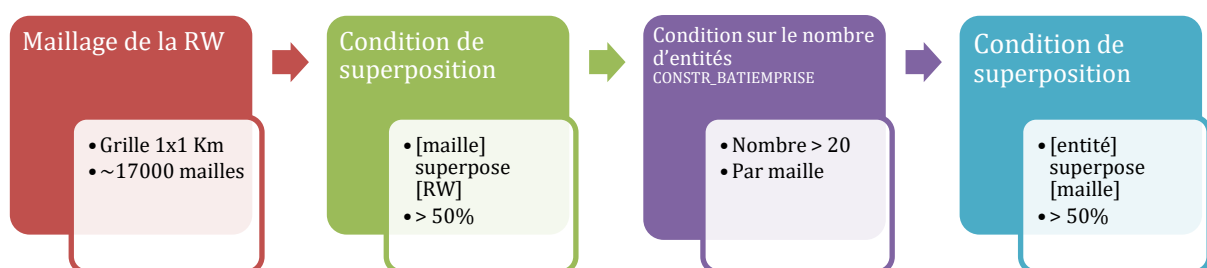 Maillage de la RW
• Grille 1x1 Km
• ~17000 mailles
Condition de
superposition
• [maille]
superpose
[RW]
• > 50%
Condition sur le nombre
d'entités
CONSTR_BATIEMPRISE
• Nombre > 20
• Par maille
Condition de
superposition
• [entité]
superpose
[maille]
• > 50%